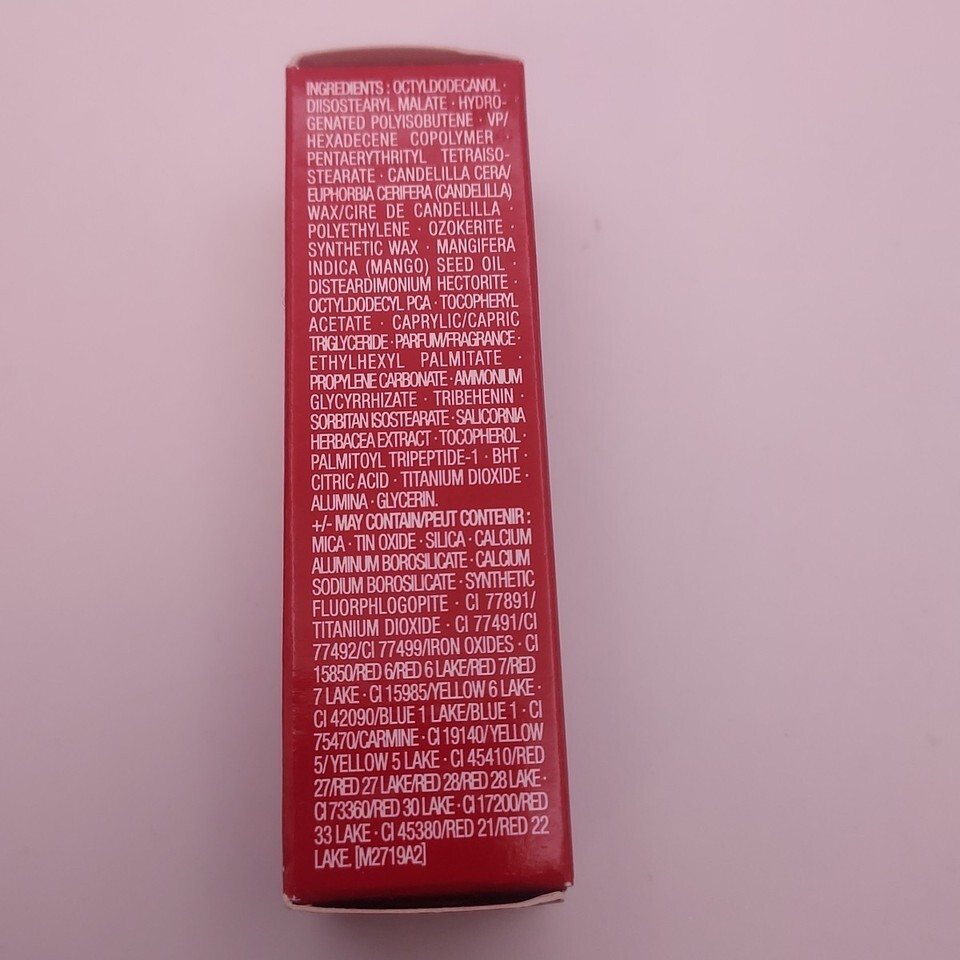 INGREDIENTS : OCTYLDODECANOL ·
DIISOSTEARYL MALATE · HYDRO-
GENATED POLYISOBUTENE · VP/
HEXADECENE COPOLYMER ·
PENTAERYTHRITYL TETRAISO-
STEARATE · CANDELILLA CERA/
EUPHORBIA CERIFERA (CANDELILLA)
WAX/CIRE DE CANDELILLA ·
POLYETHYLENE · OZOKERITE ·
SYNTHETIC WAX · MANGIFERA
INDICA (MANGO) SEED OIL ·
DISTEARDIMONIUM HECTORITE ·
OCTYLDODECYL PCA · TOCOPHERYL
ACETATE · CAPRYLIC/CAPRIC
TRIGLYCERIDE · PARFUM/FRAGRANCE ·
ETHYLHEXYL PALMITATE ·
PROPYLENE CARBONATE · AMMONIUM
GLYCYRRHIZATE · TRIBEHENIN ·
SORBITAN ISOSTEARATE · SALICORNIA
HERBACEA EXTRACT · TOCOPHEROL ·
PALMITOYL TRIPEPTIDE-1 · BHT ·
CITRIC ACID · TITANIUM DIOXIDE ·
ALUMINA · GLYCERIN.
+/- MAY CONTAIN/PEUT CONTENIR :
MICA · TIN OXIDE · SILICA · CALCIUM
ALUMINUM BOROSILICATE · CALCIUM
SODIUM BOROSILICATE · SYNTHETIC
FLUORPHLOGOPITE · CI 77891/
TITANIUM DIOXIDE · CI 77491/CI
77492/CI 77499/IRON OXIDES · CI
15850/RED 6/RED 6 LAKE/RED 7/RED
7 LAKE · CI 15985/YELLOW 6 LAKE ·
CI 42090/BLUE 1 LAKE/BLUE 1 · CI
75470/CARMINE · CI 19140/ YELLOW
5/ YELLOW 5 LAKE · CI 45410/RED
27/RED 27 LAKE/RED 28/RED 28 LAKE ·
CI 73360/RED 30 LAKE · CI 17200/RED
33 LAKE · CI 45380/RED 21/RED 22
LAKE. [M2719A2]